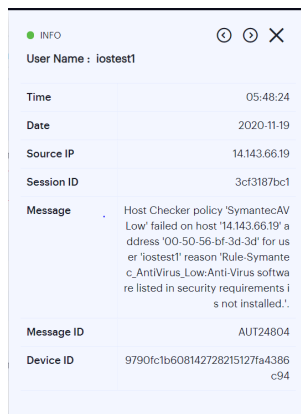 INFO
User Name : iostest1
Time 05:48:24
Date 2020-11-19
Source IP 14.143.66.19
Session ID 3cf3187bc1
Message Host Checker policy 'SymantecAV
Low' failed on host '14.143.66.19' a
ddress '00-50-56-bf-3d-3d' for us
er 'iostest1' reason 'Rule-Symante
c_AntiVirus_Low:Anti-Virus softwa
re listed in security requirements i
s not installed.'.
Message ID AUT24804
Device ID 9790fc1b608142728215127fa4386
c94